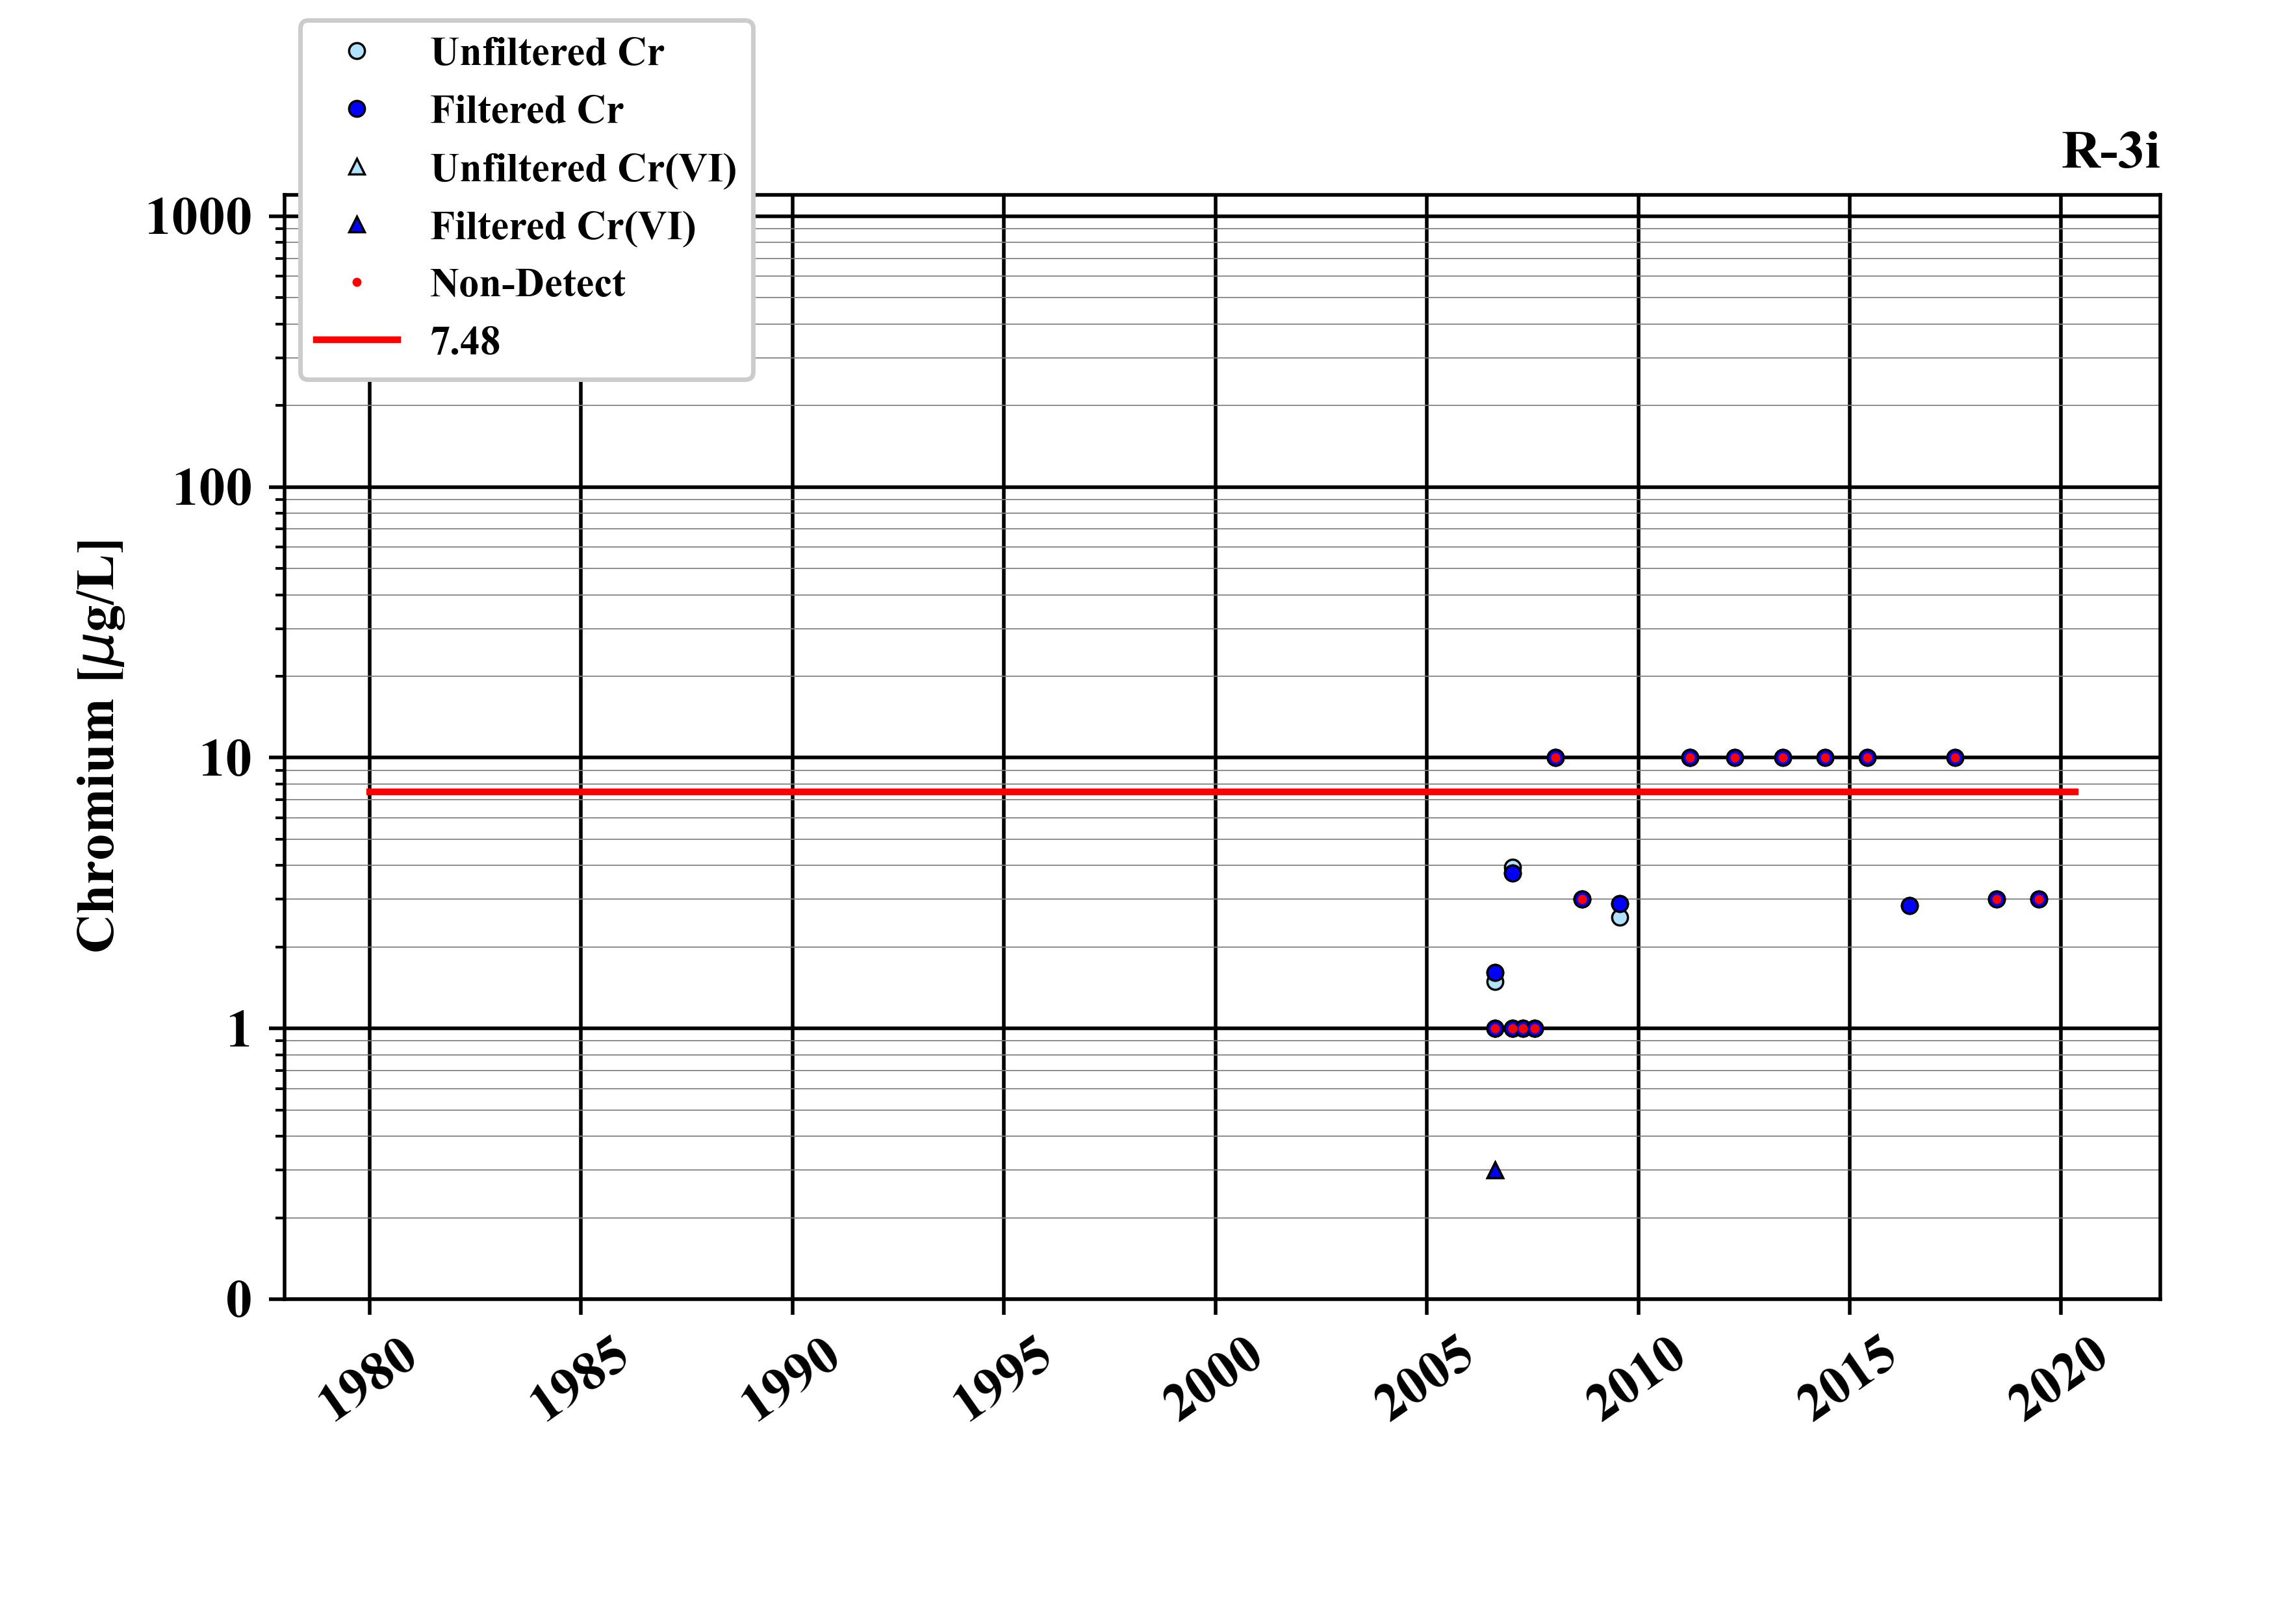 Unfiltered Cr
Filtered Cr
Unfiltered Cr(VI)
Filtered Cr(VI)
Non-Detect
7.48
R-3i
1000
100
10
1
0
Chromium [μg/L]
1980
1985
1990
1995
2000
2005
2010
2015
2020